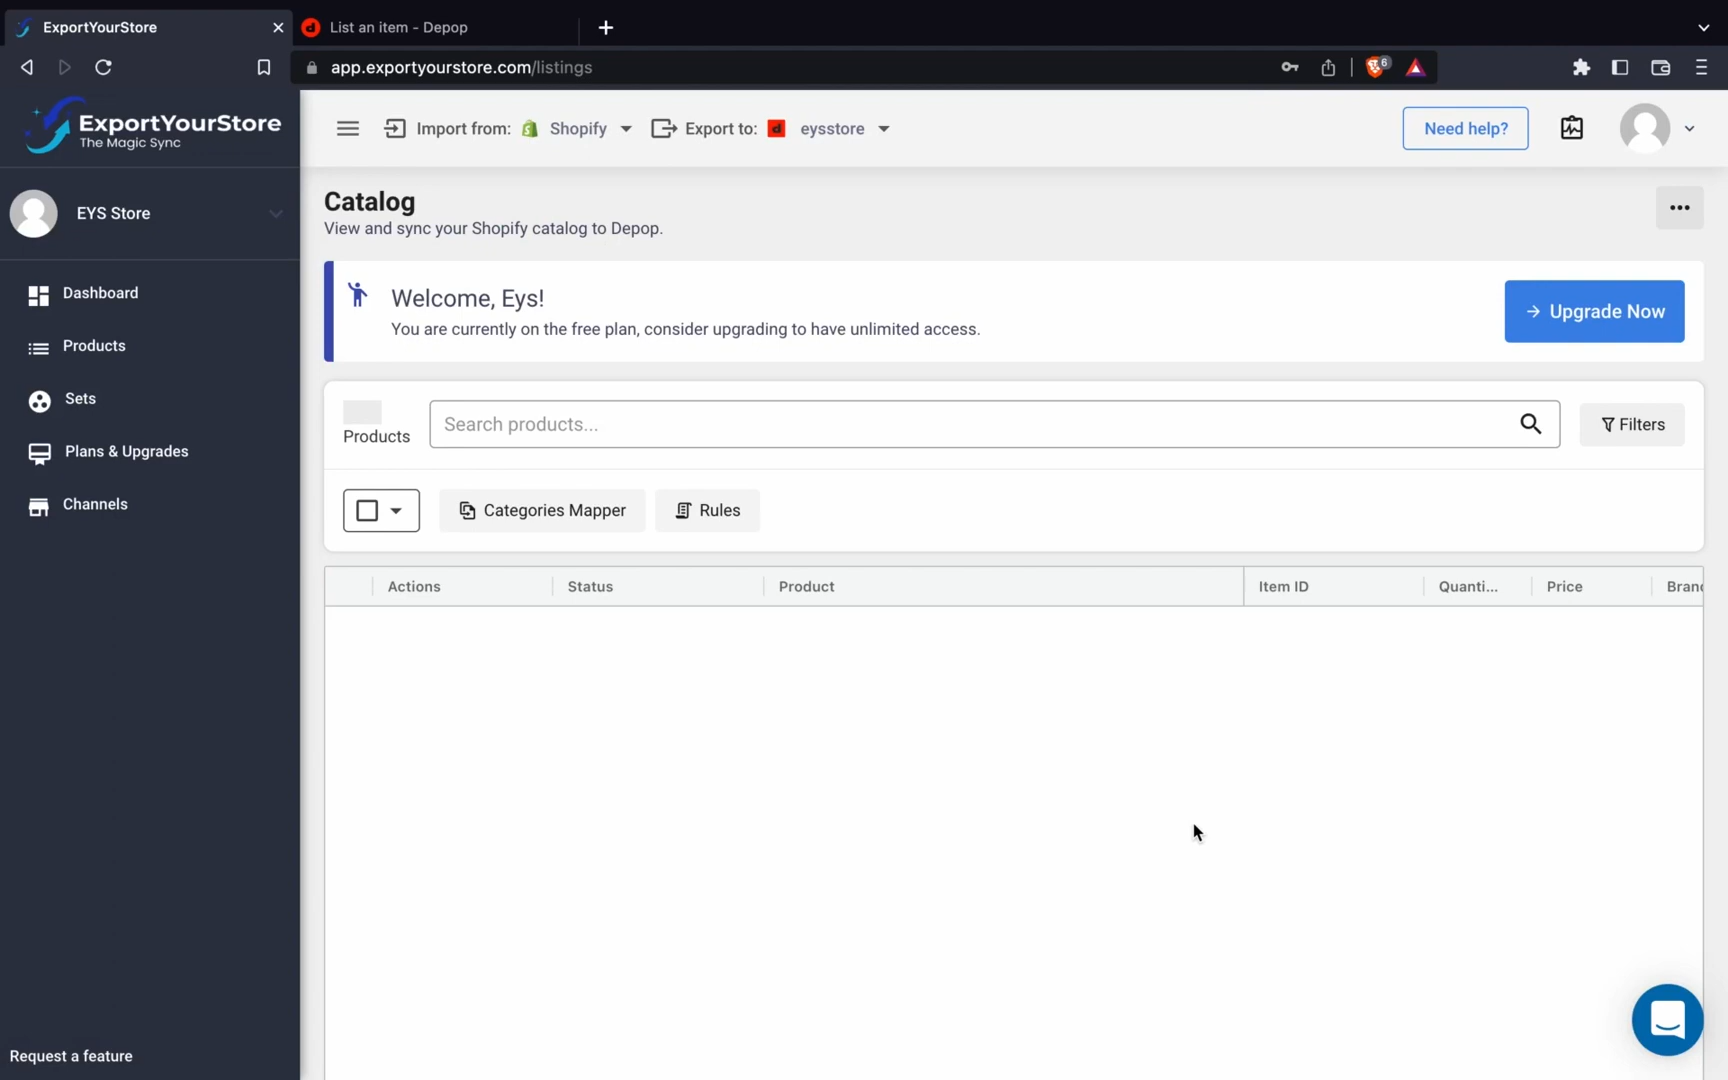 ExportYourStore
List an item - Depop
app.exportyourstore.com/listings
6
ExportYourStore
The Magic Sync
Import from: Shopify
Export to: eysstore
Need help?
EYS Store
Dashboard
Products
Sets
Plans & Upgrades
Channels
Request a feature
Catalog
View and sync your Shopify catalog to Depop.
Welcome, Eys!
You are currently on the free plan, consider upgrading to have unlimited access.
Upgrade Now
Products
Search products...
Filters
Categories Mapper
Rules
Actions
Status
Product
Item ID
Quanti...
Price
Bran